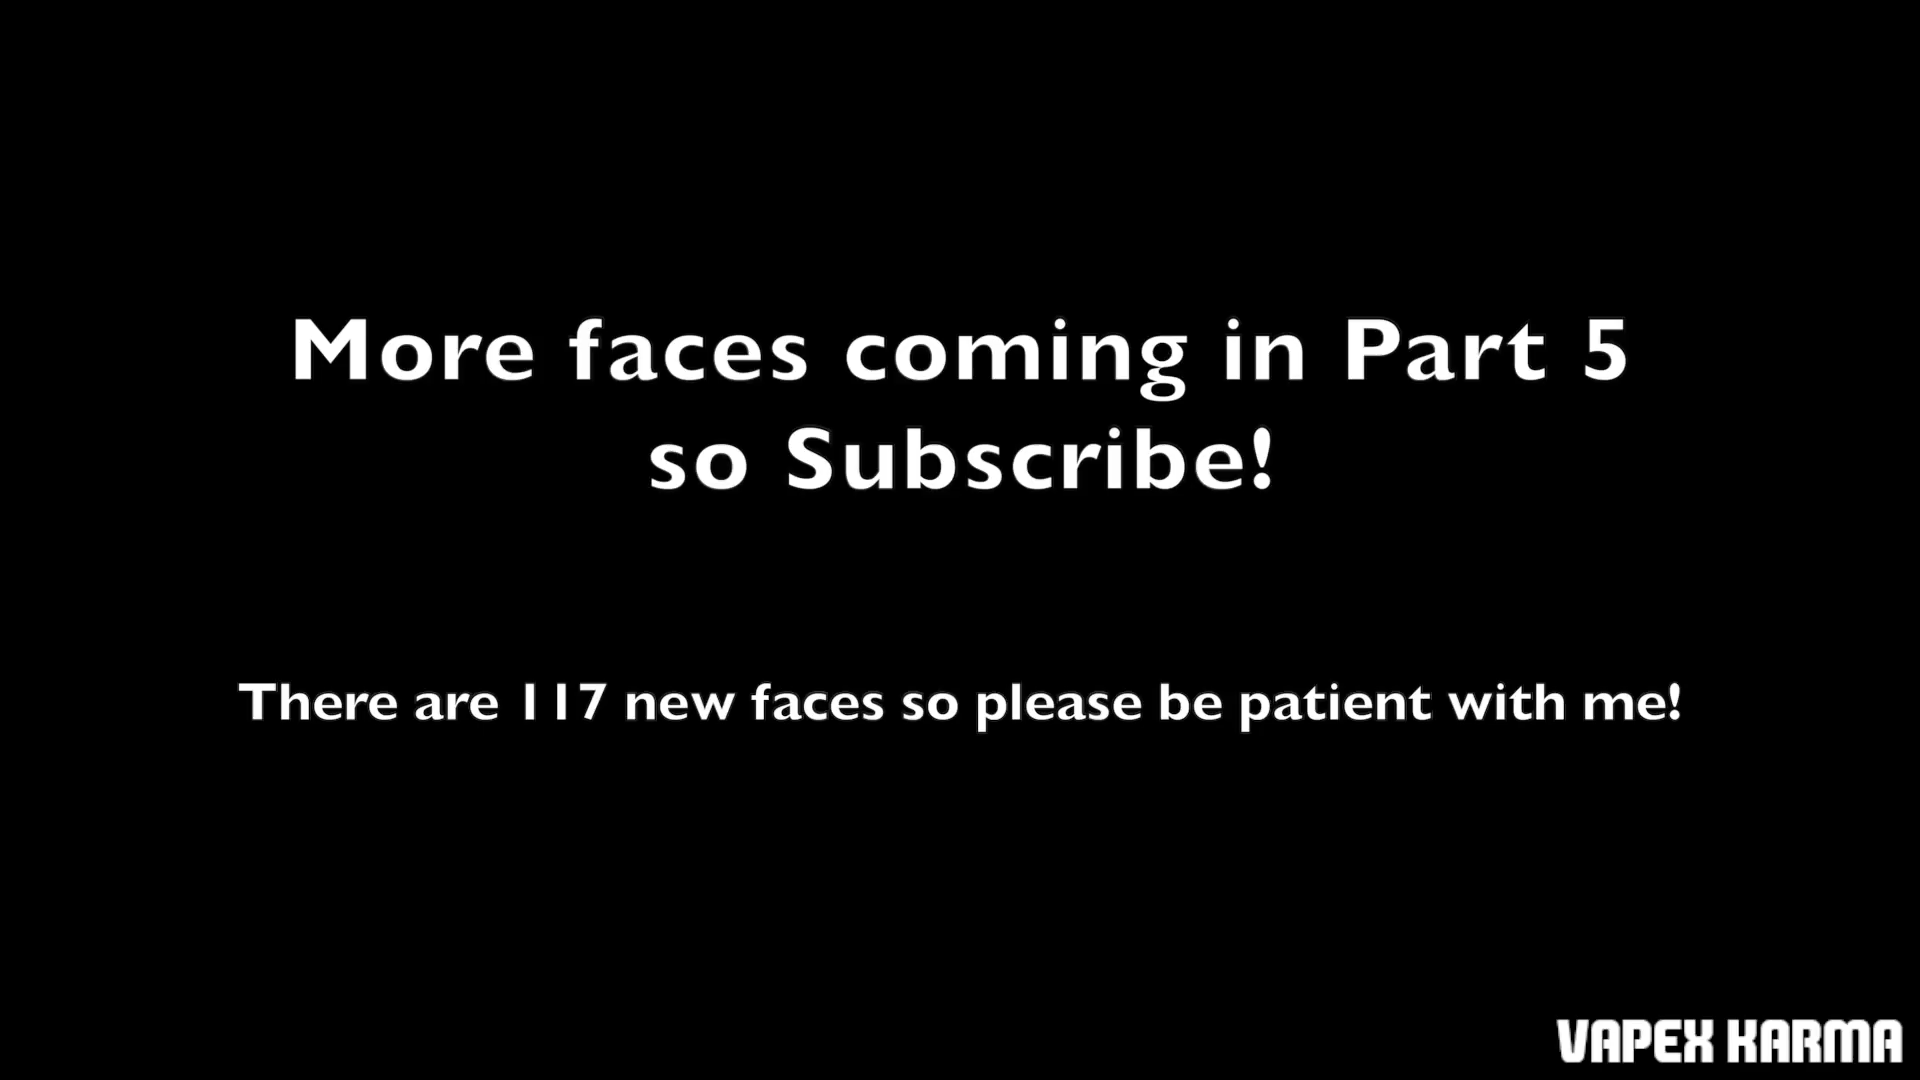 More faces coming in Part 5
so Subscribe!
There are 117 new faces so please be patient with me!
VAPEX KARMA